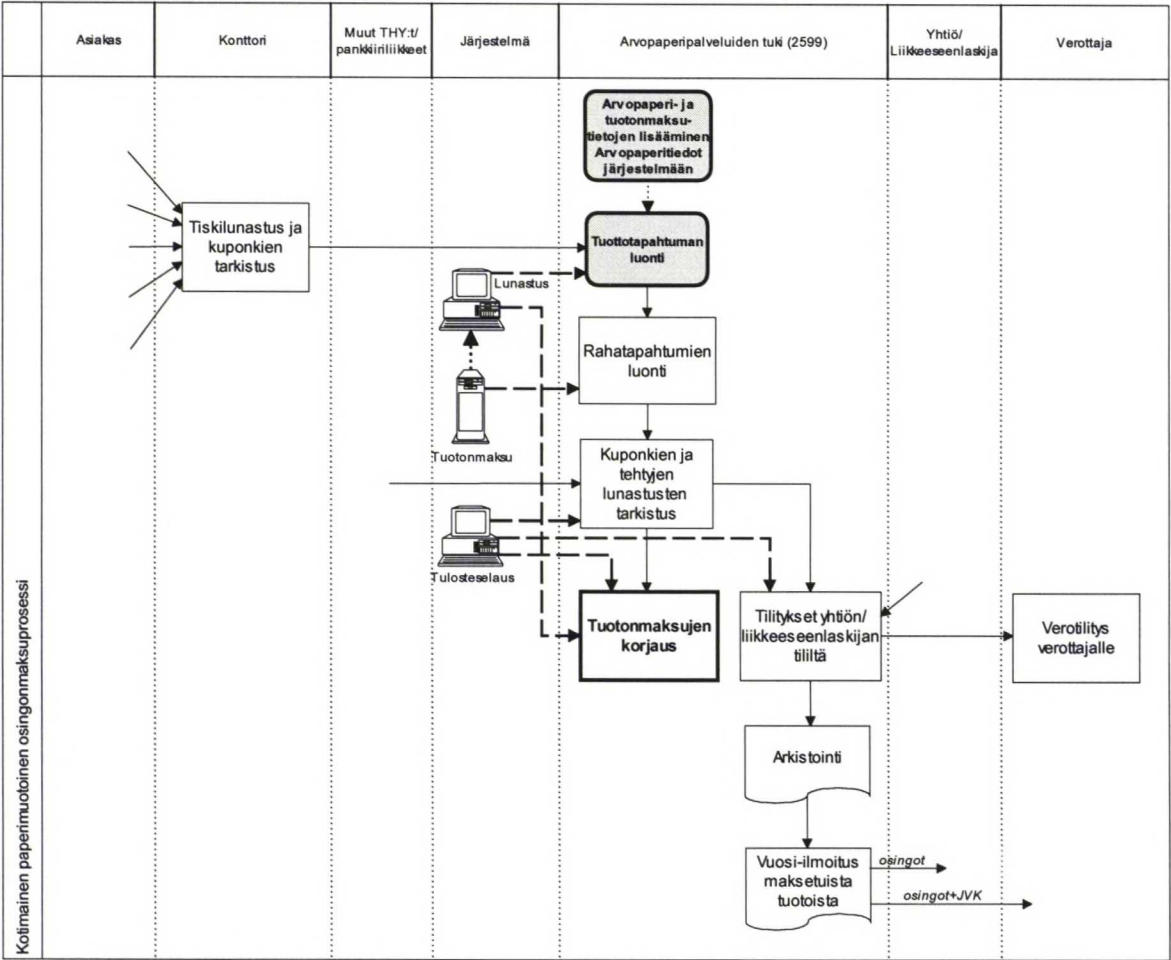 Asiakas
Konttori
Muut THY:t/
pankkiiriliikkeet
Järjestelmä
Arvopaperipalveluiden tuki (2599)
Yhtiö/
Liikkeeseenlaskija
Verottaja
Kotimainen paperimuotoinen osingonmaksuprosessi
Arvopaperi- ja
tuotonmaksu-
tietojen lisääminen
Arvopaperitiedot
järjestelmään
Tiskilunastus ja
kuponkien
tarkistus
Tuottotapahtuman
luonti
Lunastus
Rahatapahtumien
luonti
Tuotonmaksu
Kuponkien ja
tehtyjen
lunastusten
tarkistus
Tulosteselaus
Tuotonmaksujen
korjaus
Tilitykset yhtiön/
liikkeeseenlaskijan
tililtä
Verotilitys
verottajalle
Arkistointi
Vuosi-ilmoitus
maksetuista
tuotoista
osingot
osingot+JVK